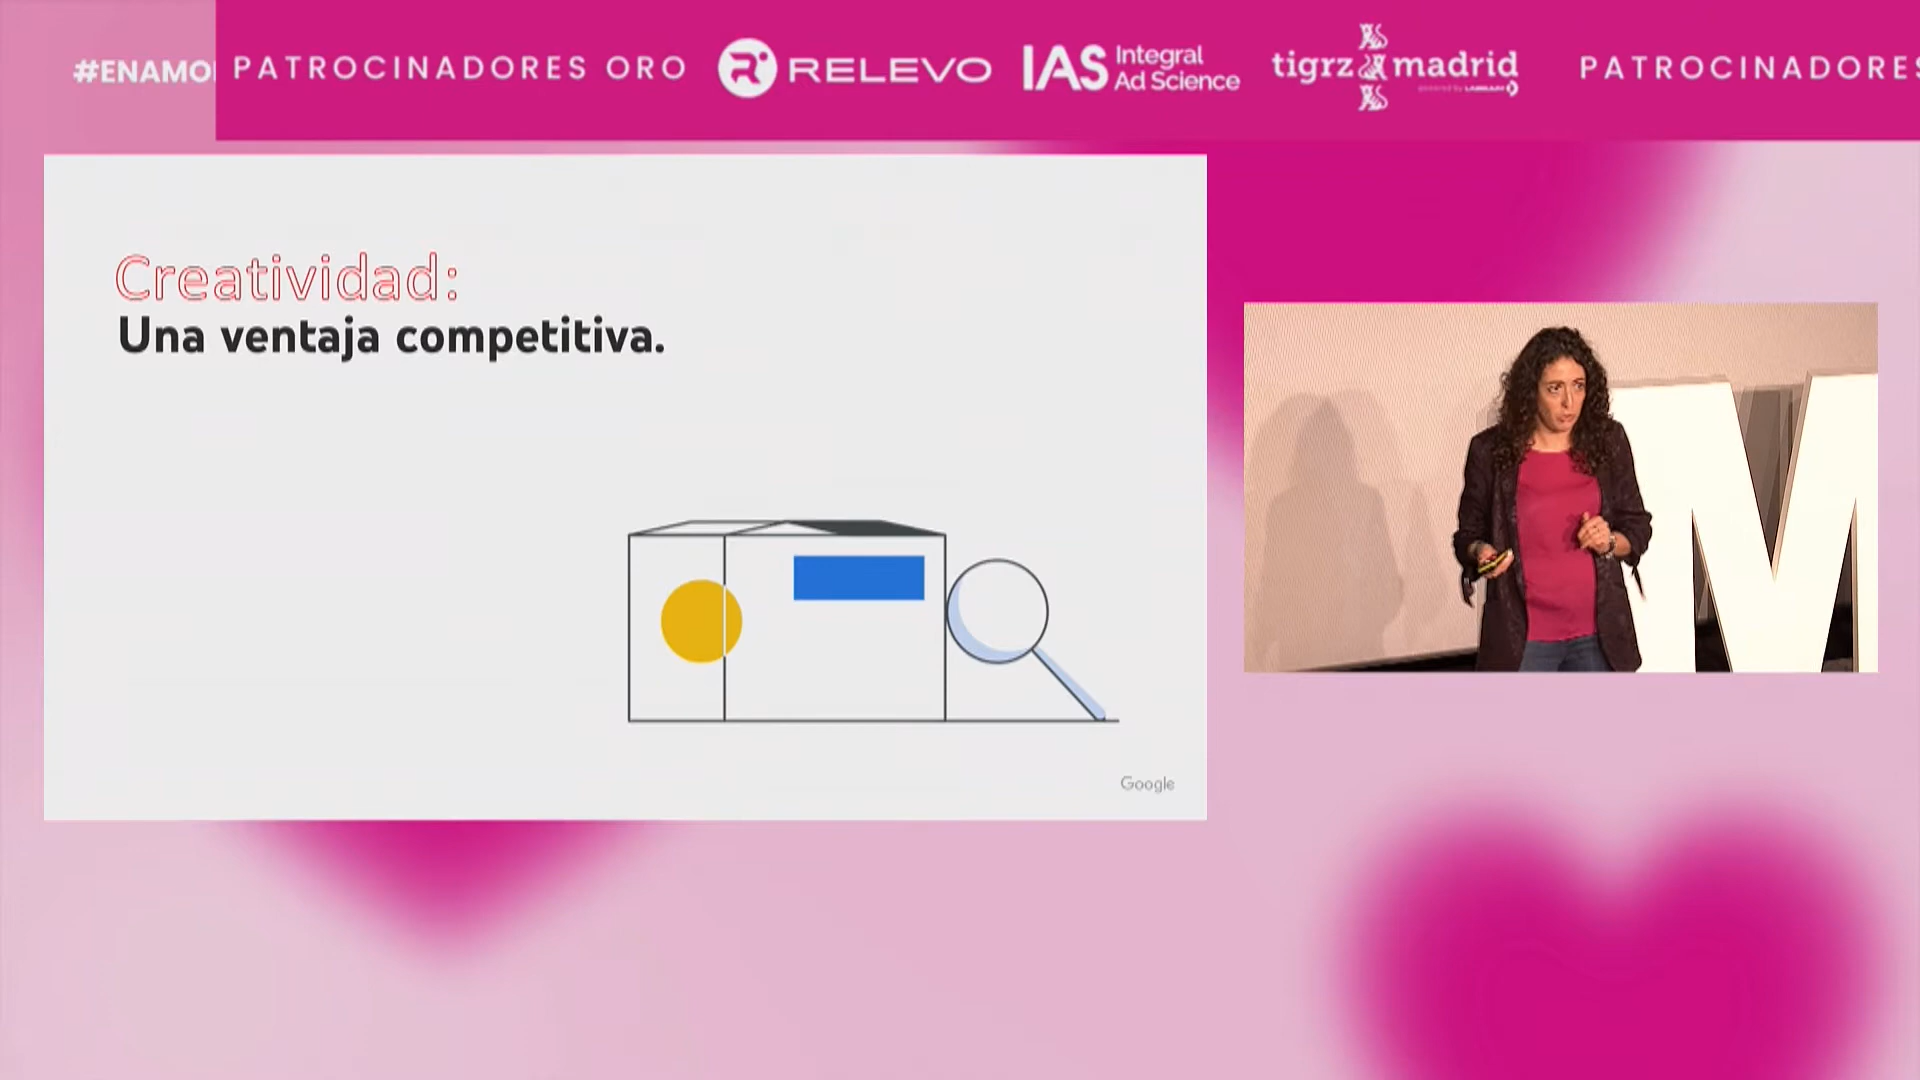 #ENAMO
PATROCINADORES ORO
RELEVO
IAS Integral
Ad Science
tigrz madrid
PATROCINADORES
Creatividad:
Una ventaja competitiva.
M
Google